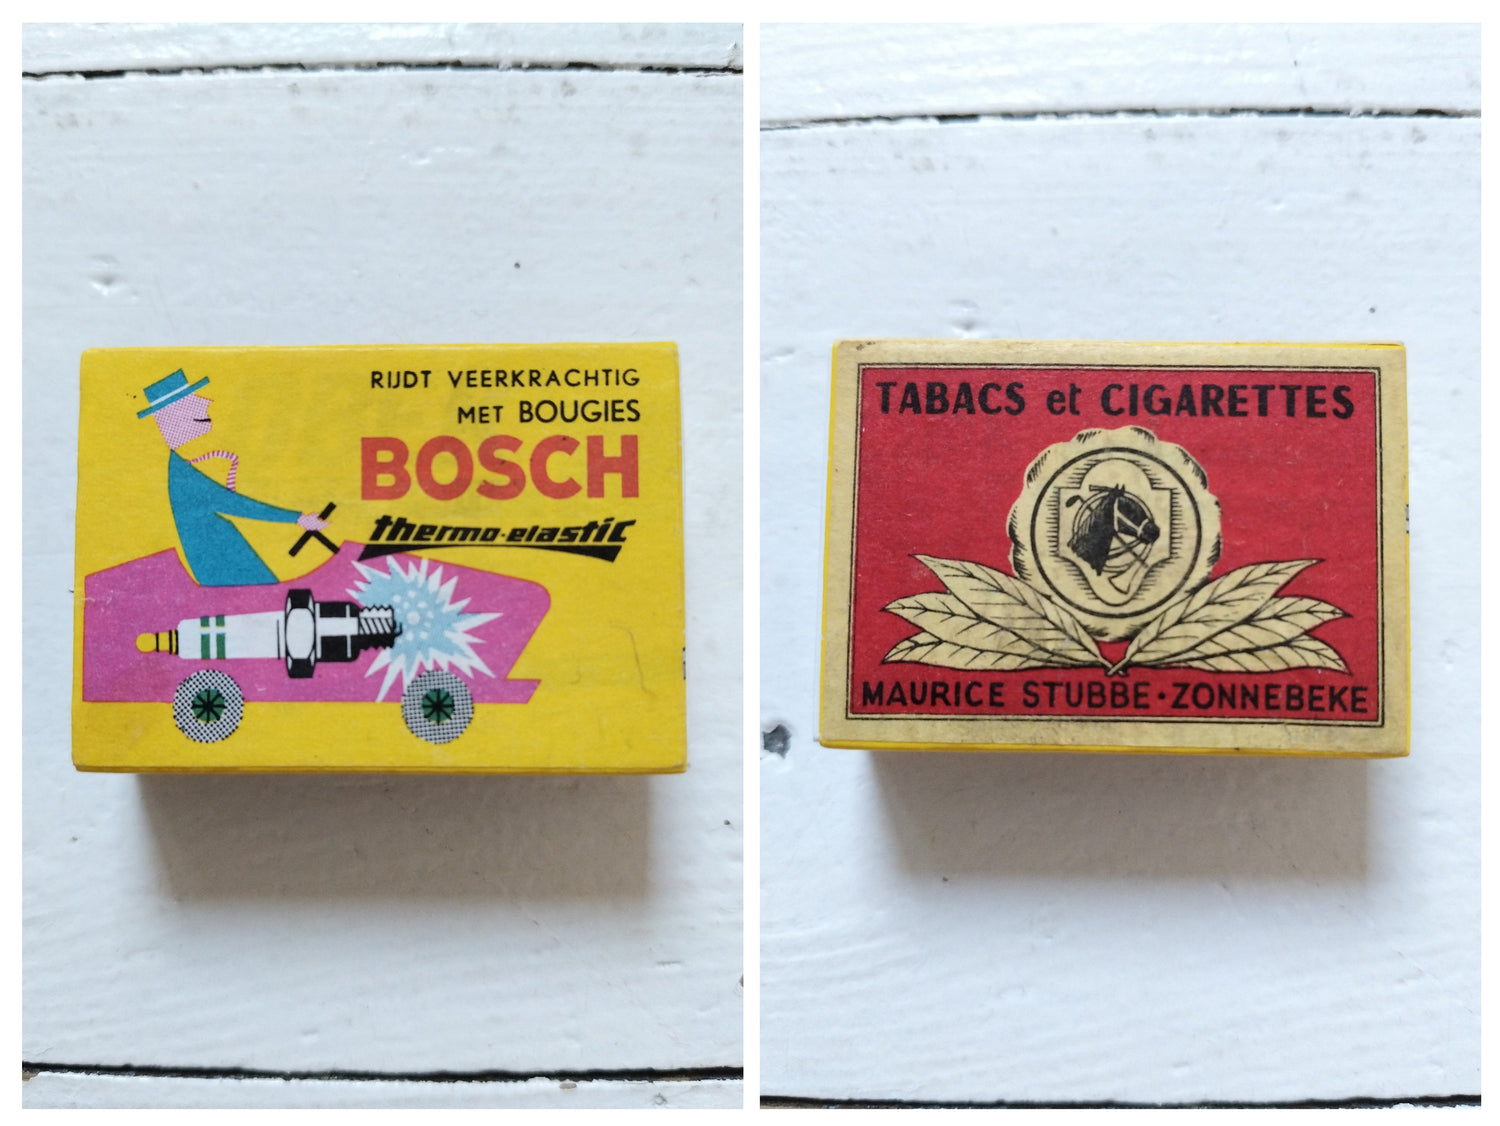 RIJDT VEERKRACHTIG
MET BOUGIES
BOSCH
thermo-elastic
TABACS et CIGARETTES
MAURICE STUBBE · ZONNEBEKE